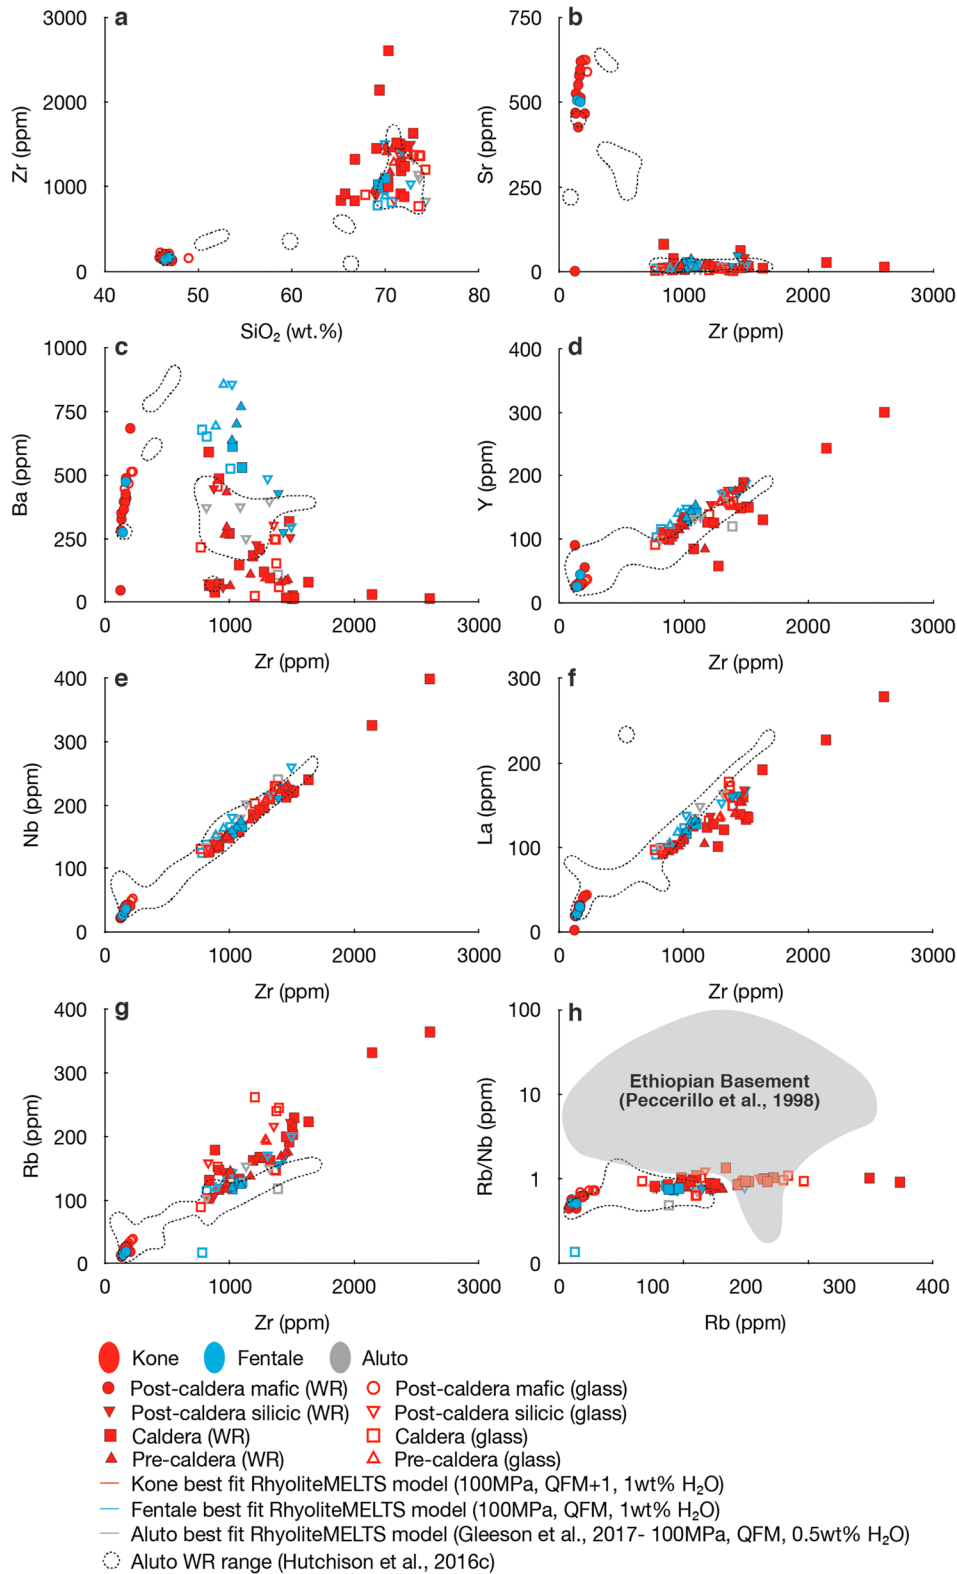 a
3000
2000
1000
0
Zr (ppm)
40 50 60 70 80
SiO2 (wt.%)
b
750
500
250
0
Sr (ppm)
0 1000 2000 3000
Zr (ppm)
c
1000
750
500
250
0
Ba (ppm)
0 1000 2000 3000
Zr (ppm)
d
400
300
200
100
0
Y (ppm)
0 1000 2000 3000
Zr (ppm)
e
400
300
200
100
0
Nb (ppm)
0 1000 2000 3000
Zr (ppm)
f
300
200
100
0
La (ppm)
0 1000 2000 3000
Zr (ppm)
g
400
300
200
100
0
Rb (ppm)
0 1000 2000 3000
Zr (ppm)
h
100
10
1
0
Rb/Nb (ppm)
Ethiopian Basement
(Peccerillo et al., 1998)
0 100 200 300 400
Rb (ppm)
Kone Fentale Aluto
Post-caldera mafic (WR) Post-caldera mafic (glass)
Post-caldera silicic (WR) Post-caldera silicic (glass)
Caldera (WR) Caldera (glass)
Pre-caldera (WR) Pre-caldera (glass)
Kone best fit RhyoliteMELTS model (100MPa, QFM+1, 1wt% H2O)
Fentale best fit RhyoliteMELTS model (100MPa, QFM, 1wt% H2O)
Aluto best fit RhyoliteMELTS model (Gleeson et al., 2017- 100MPa, QFM, 0.5wt% H2O)
Aluto WR range (Hutchison et al., 2016c)